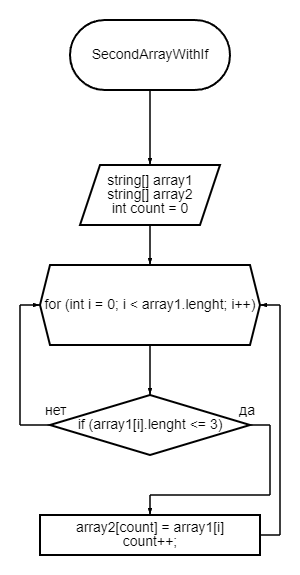 SecondArrayWithIf
string[] array1
string[] array2
int count = 0
for (int i = 0; i < array1.lenght; i++)
нет
да
if (array1[i].lenght <= 3)
array2[count] = array1[i]
count++;